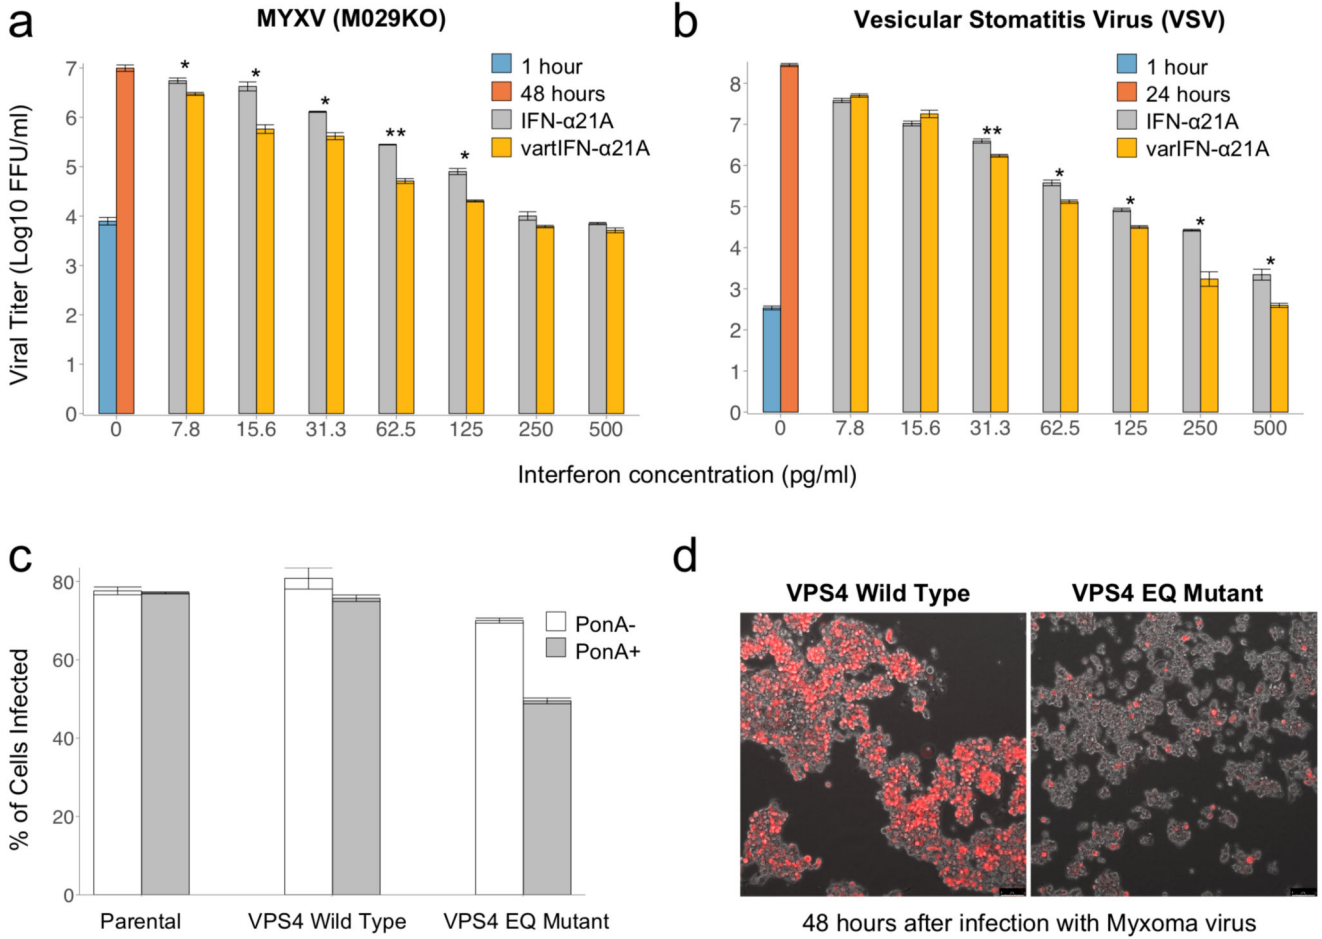 a
MYXV (M029KO)
Viral Titer (Log10 FFU/ml)
7
6
5
4
3
2
1
0
* * * ** *
1 hour
48 hours
IFN-α21A
vartIFN-α21A
0 7.8 15.6 31.3 62.5 125 250 500
b
Vesicular Stomatitis Virus (VSV)
8
7
6
5
4
3
2
1
0
** * * * *
1 hour
24 hours
IFN-α21A
varIFN-α21A
0 7.8 15.6 31.3 62.5 125 250 500
Interferon concentration (pg/ml)
c
% of Cells Infected
80
60
40
20
0
PonA-
PonA+
Parental VPS4 Wild Type VPS4 EQ Mutant
d
VPS4 Wild Type VPS4 EQ Mutant
48 hours after infection with Myxoma virus